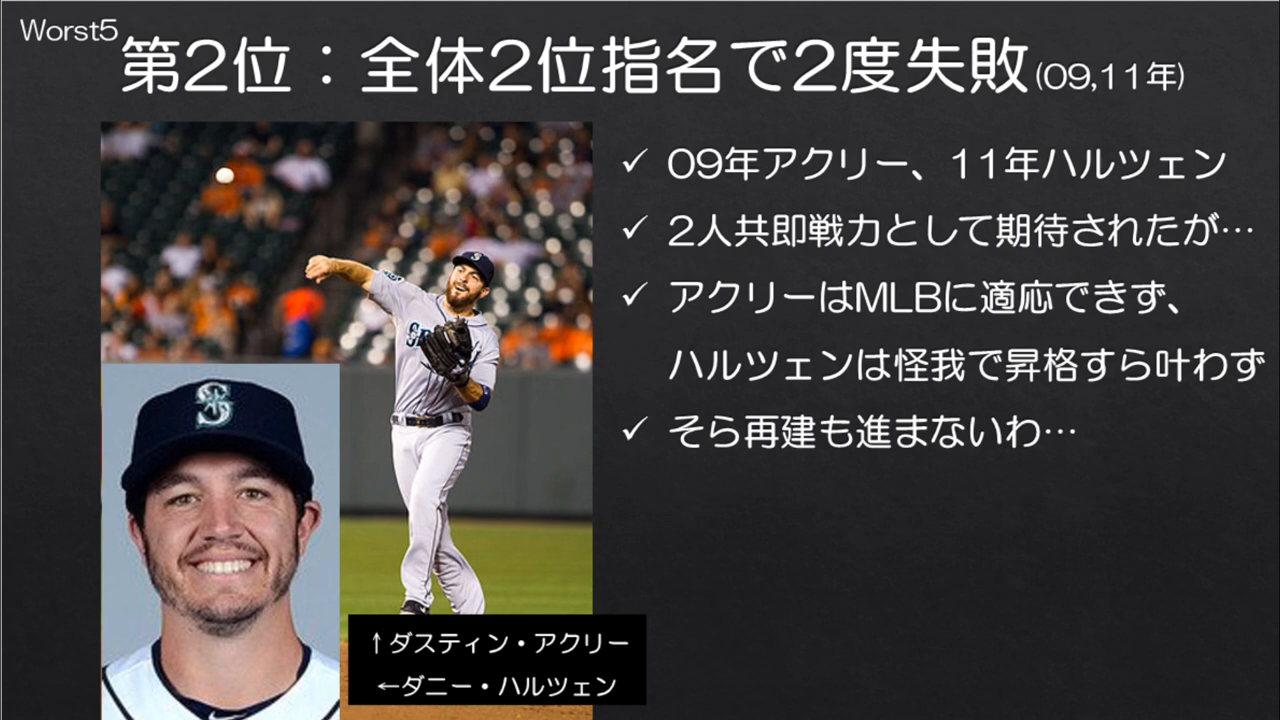 Worst5
第2位：全体2位指名で2度失敗(09,11年)
✓ 09年アクリー、11年ハルツェン
✓ 2人共即戦力として期待されたが…
✓ アクリーはMLBに適応できず、
ハルツェンは怪我で昇格すら叶わず
✓ そら再建も進まないわ…
↑ダスティン・アクリー
←ダニー・ハルツェン